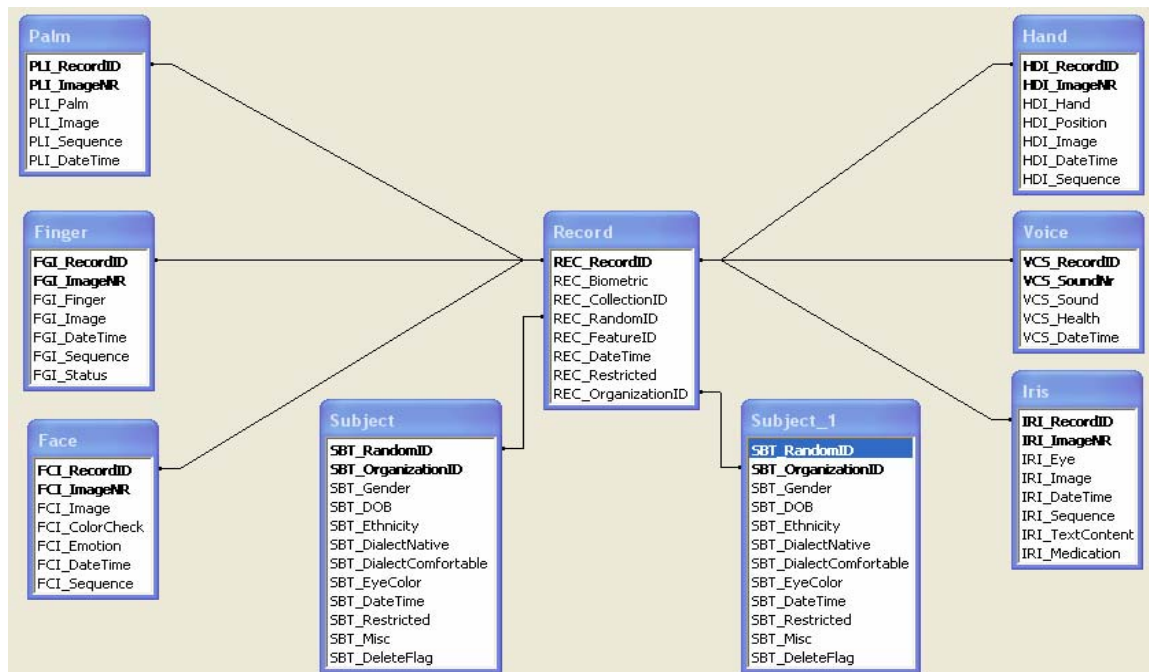 Palm
PLI_RecordID
PLI_ImageNR
PLI_Palm
PLI_Image
PLI_Sequence
PLI_DateTime
Hand
HDI_RecordID
HDI_ImageNR
HDI_Hand
HDI_Position
HDI_Image
HDI_DateTime
HDI_Sequence
Finger
FGI_RecordID
FGI_ImageNR
FGI_Finger
FGI_Image
FGI_DateTime
FGI_Sequence
FGI_Status
Record
REC_RecordID
REC_Biometric
REC_CollectionID
REC_RandomID
REC_FeatureID
REC_DateTime
REC_Restricted
REC_OrganizationID
Voice
VCS_RecordID
VCS_SoundNr
VCS_Sound
VCS_Health
VCS_DateTime
Face
FCI_RecordID
FCI_ImageNR
FCI_Image
FCI_ColorCheck
FCI_Emotion
FCI_DateTime
FCI_Sequence
Subject
SBT_RandomID
SBT_OrganizationID
SBT_Gender
SBT_DOB
SBT_Ethnicity
SBT_DialectNative
SBT_DialectComfortable
SBT_EyeColor
SBT_DateTime
SBT_Restricted
SBT_Misc
SBT_DeleteFlag
Subject_1
SBT_RandomID
SBT_OrganizationID
SBT_Gender
SBT_DOB
SBT_Ethnicity
SBT_DialectNative
SBT_DialectComfortable
SBT_EyeColor
SBT_DateTime
SBT_Restricted
SBT_Misc
SBT_DeleteFlag
Iris
IRI_RecordID
IRI_ImageNR
IRI_Eye
IRI_Image
IRI_DateTime
IRI_Sequence
IRI_TextContent
IRI_Medication